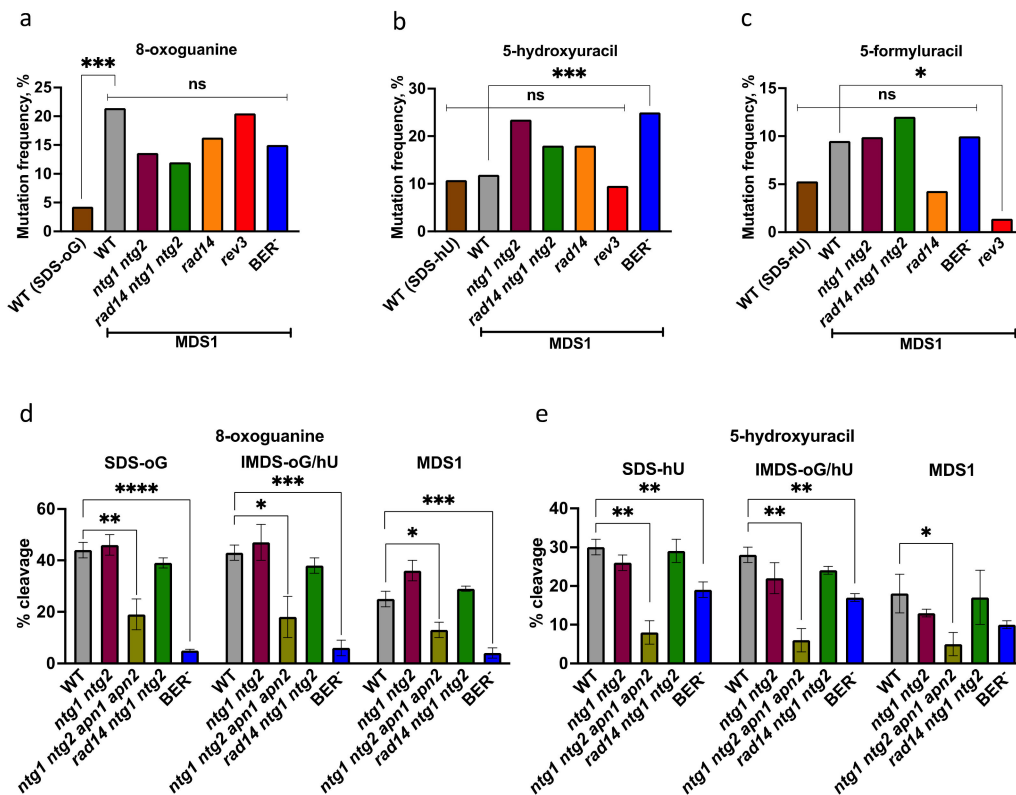 a
8-oxoguanine
***
ns
Mutation frequency, %
25
20
15
10
5
0
WT (SDS-oG)
WT
ntg1 ntg2
rad14 ntg1 ntg2
rad14
rev3
BER-
MDS1
b
5-hydroxyuracil
***
ns
Mutation frequency, %
30
20
10
0
WT (SDS-hU)
WT
ntg1 ntg2
rad14 ntg1 ntg2
rad14
rev3
BER-
MDS1
c
5-formyluracil
*
ns
Mutation frequency, %
15
10
5
0
WT (SDS-fU)
WT
ntg1 ntg2
rad14 ntg1 ntg2
rad14
BER-
rev3
MDS1
d
8-oxoguanine
SDS-oG
IMDS-oG/hU
MDS1
****
**
***
*
***
*
% cleavage
60
40
20
0
WT
ntg1 ntg2
ntg1 ntg2 apn1 apn2
rad14 ntg1 ntg2
BER-
WT
ntg1 ntg2
ntg1 ntg2 apn1 apn2
rad14 ntg1 ntg2
BER-
WT
ntg1 ntg2
ntg1 ntg2 apn1 apn2
rad14 ntg1 ntg2
BER-
e
5-hydroxyuracil
SDS-hU
IMDS-oG/hU
MDS1
**
**
**
**
*
% cleavage
40
30
20
10
0
WT
ntg1 ntg2
ntg1 ntg2 apn1 apn2
rad14 ntg1 ntg2
BER-
WT
ntg1 ntg2
ntg1 ntg2 apn1 apn2
rad14 ntg1 ntg2
BER-
WT
ntg1 ntg2
ntg1 ntg2 apn1 apn2
rad14 ntg1 ntg2
BER-